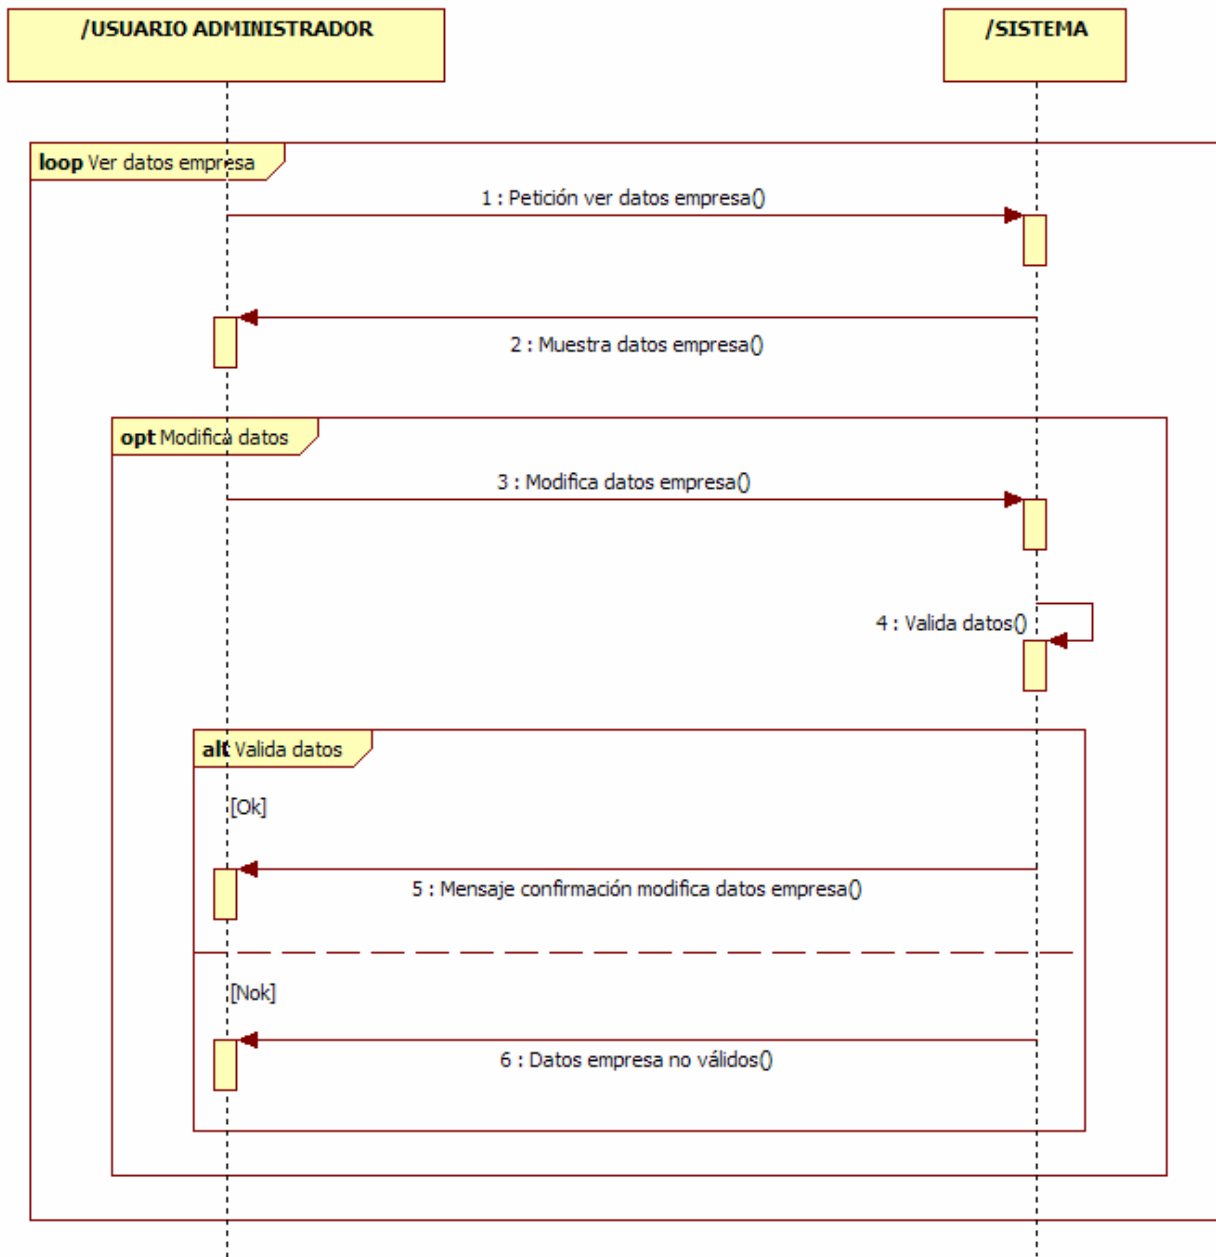 /USUARIO ADMINISTRADOR
/SISTEMA
loop Ver datos empresa
1 : Petición ver datos empresa()
2 : Muestra datos empresa()
opt Modifica datos
3 : Modifica datos empresa()
4 : Valida datos()
alt Valida datos
[Ok]
5 : Mensaje confirmación modifica datos empresa()
[Nok]
6 : Datos empresa no válidos()